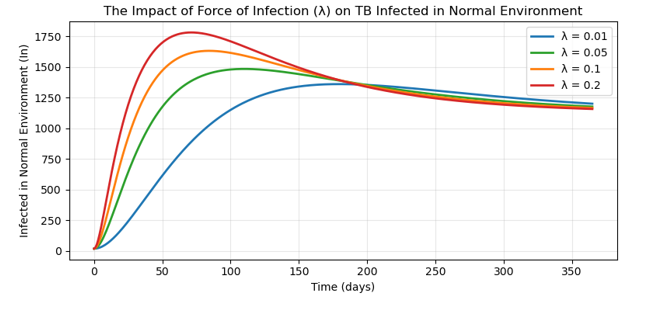 The Impact of Force of Infection (λ) on TB Infected in Normal Environment
Infected in Normal Environment (In)
1750
1500
1250
1000
750
500
250
0
λ = 0.01
λ = 0.05
λ = 0.1
λ = 0.2
0 50 100 150 200 250 300 350
Time (days)